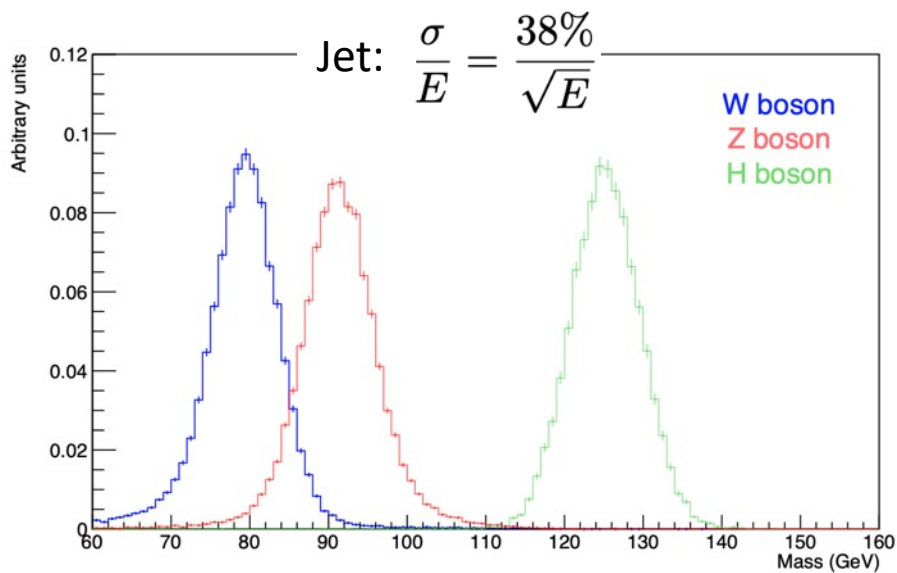 Jet: σ/E = 38%/√E
Arbitrary units
0.12
0.1
0.08
0.06
0.04
0.02
0
W boson
Z boson
H boson
60 70 80 90 100 110 120 130 140 150 160
Mass (GeV)